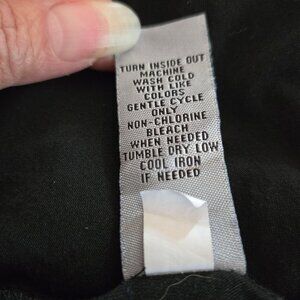 TURN INSIDE OUT
MACHINE
WASH COLD
WITH LIKE
COLORS
GENTLE CYCLE
ONLY
NON-CHLORINE
BLEACH
WHEN NEEDED
TUMBLE DRY LOW
COOL IRON
IF NEEDED